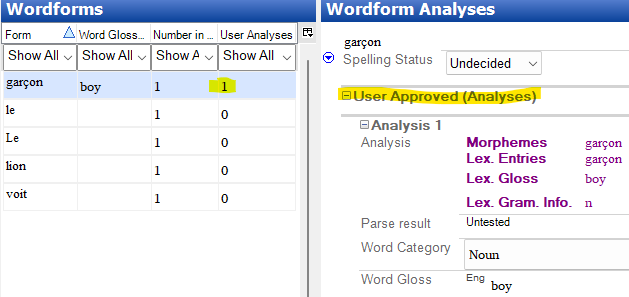 Wordforms
Form Word Gloss... Number in ... User Analyses
Show All Show All Show A Show All
garçon boy 1 1
le 1 0
Le 1 0
lion 1 0
voit 1 0
Wordform Analyses
garçon
Spelling Status Undecided
User Approved (Analyses)
Analysis 1
Analysis Morphemes garçon
Lex. Entries garçon
Lex. Gloss boy
Lex. Gram. Info. n
Parse result Untested
Word Category Noun
Word Gloss Eng boy